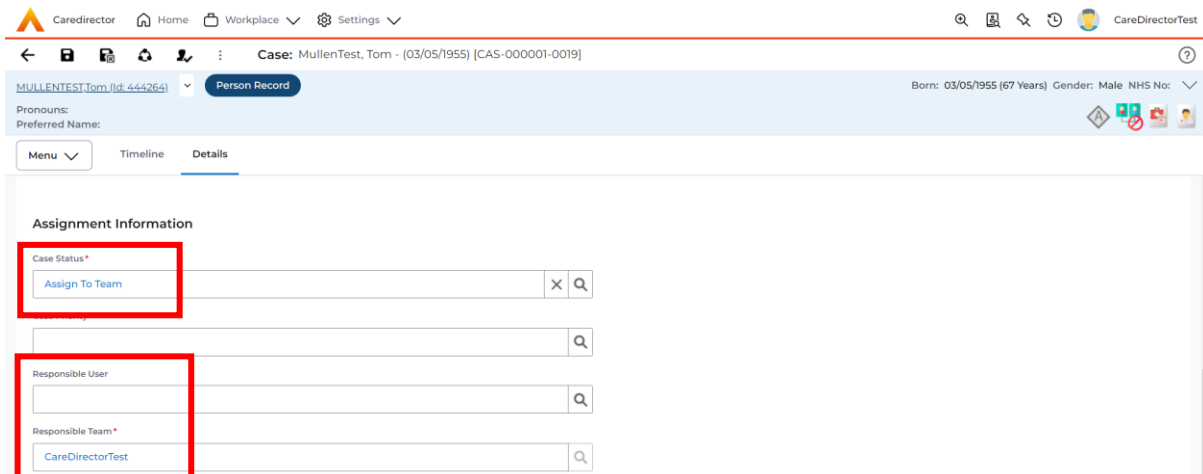 Caredirector Home Workplace Settings CareDirectorTest
Case: MullenTest, Tom - (03/05/1955) [CAS-000001-0019]
MULLENTEST,Tom (Id: 444264) Person Record Born: 03/05/1955 (67 Years) Gender: Male NHS No:
Pronouns:
Preferred Name:
Menu Timeline Details
Assignment Information
Case Status*
Assign To Team
Responsible User
Responsible Team*
CareDirectorTest